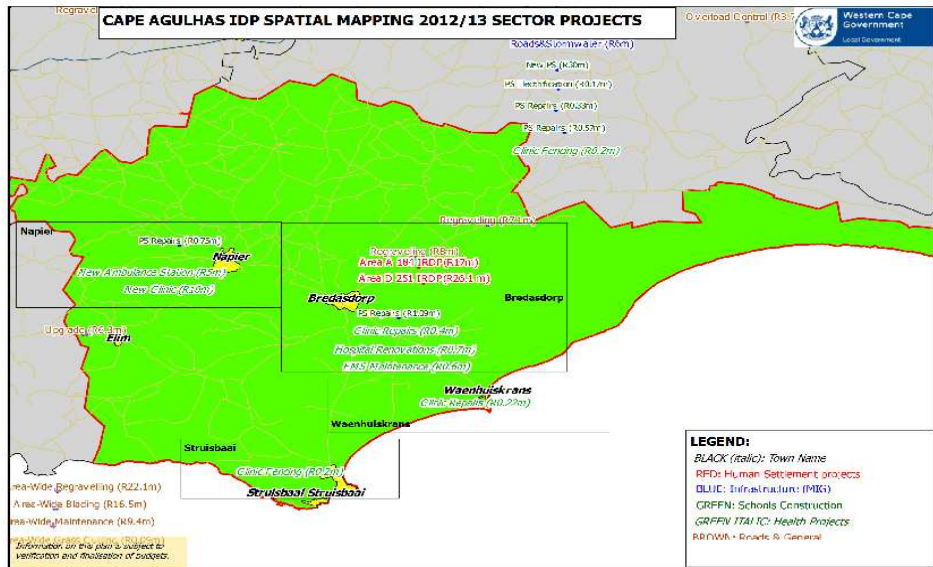 CAPE AGULHAS IDP SPATIAL MAPPING 2012/13 SECTOR PROJECTS
Western Cape
Government
Local Government
Roads&Stormwater (R6m)
PS Repairs (R0.33m)
PS Repairs (R0.57m)
Clinic Fencing (R0.2m)
Regraveling (R7.1m)
Napier
PS Repairs (R0.75m)
Napier
New Ambulance Station (R5m)
New Clinic (R10m)
Regraveling (R8m)
Area A 184 IRDP(R17m)
Area D 251 IRDP(R26.1m)
Bredasdorp
Bredasdorp
PS Repairs (R1.09m)
Clinic Repairs (R0.4m)
Hospital Renovations (R0.7m)
EMS Maintenance (R0.6m)
Elim
Waenhuiskrans
Clinic Repairs (R0.22m)
Waenhuiskrans
Struisbaai
Clinic Fencing (R0.2m)
Struisbaai Struisbaai
Area-Wide Regravelling (R22.1m)
Area-Wide Blading (R16.5m)
Area-Wide Maintenance (R9.4m)
Information on this plan is subject to
verification and finalisation of budgets.
LEGEND:
BLACK (italic): Town Name
RED: Human Settlement projects
BLUE: Infrastructure (MIG)
GREEN: Schools Construction
GREEN ITALIC: Health Projects
BROWN: Roads & General